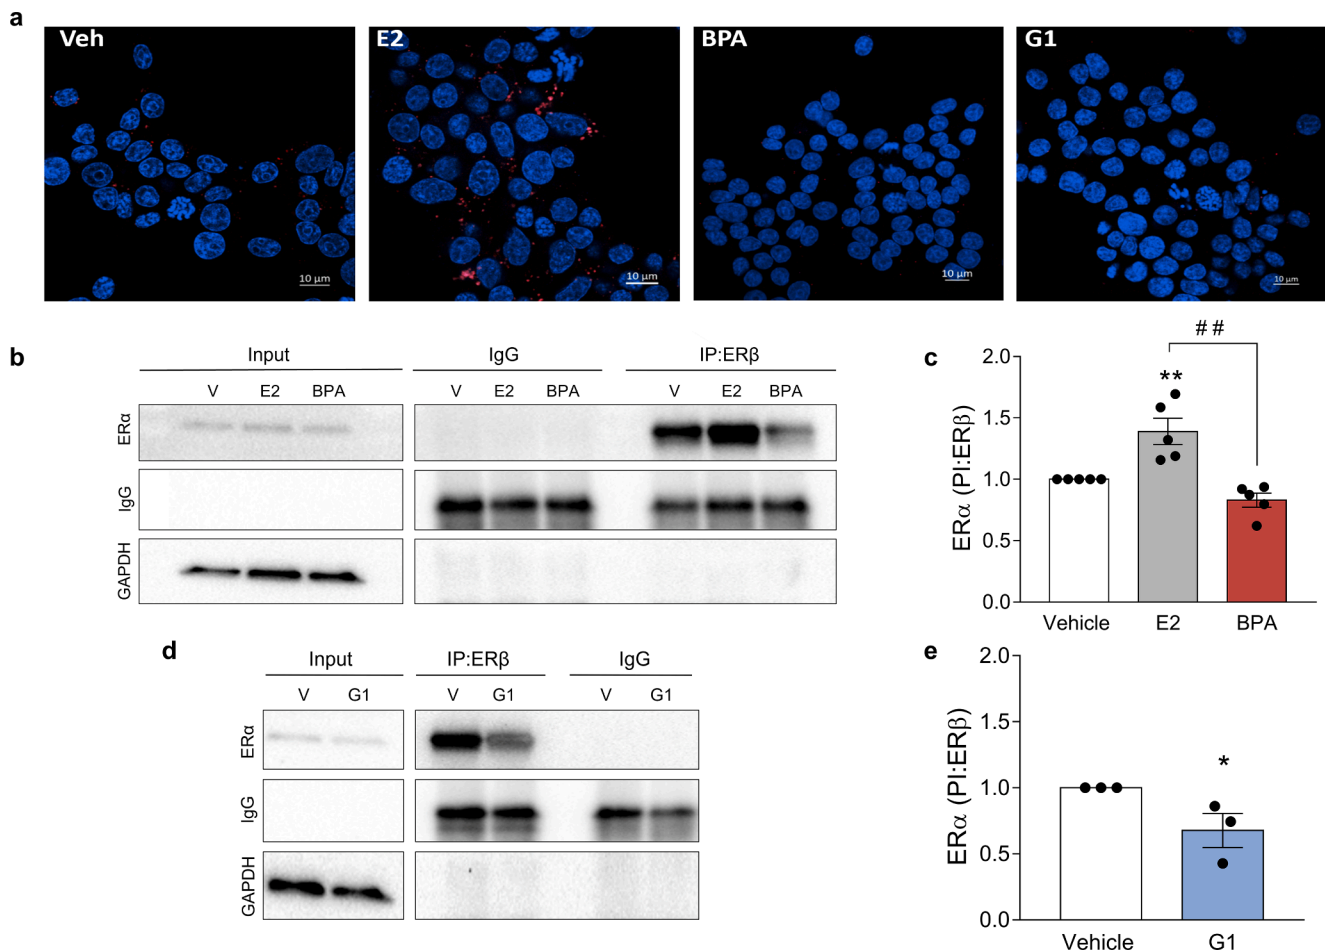 a
Veh
E2
BPA
G1
10 µm
10 µm
10 µm
10 µm
b
Input
IgG
IP:ERβ
V
E2
BPA
V
E2
BPA
V
E2
BPA
ERα
IgG
GAPDH
c
##
**
2.0
1.5
1.0
0.5
0.0
ERα (PI:ERβ)
Vehicle
E2
BPA
d
Input
IP:ERβ
IgG
V
G1
V
G1
V
G1
ERα
IgG
GAPDH
e
*
2.0
1.5
1.0
0.5
0.0
ERα (PI:ERβ)
Vehicle
G1